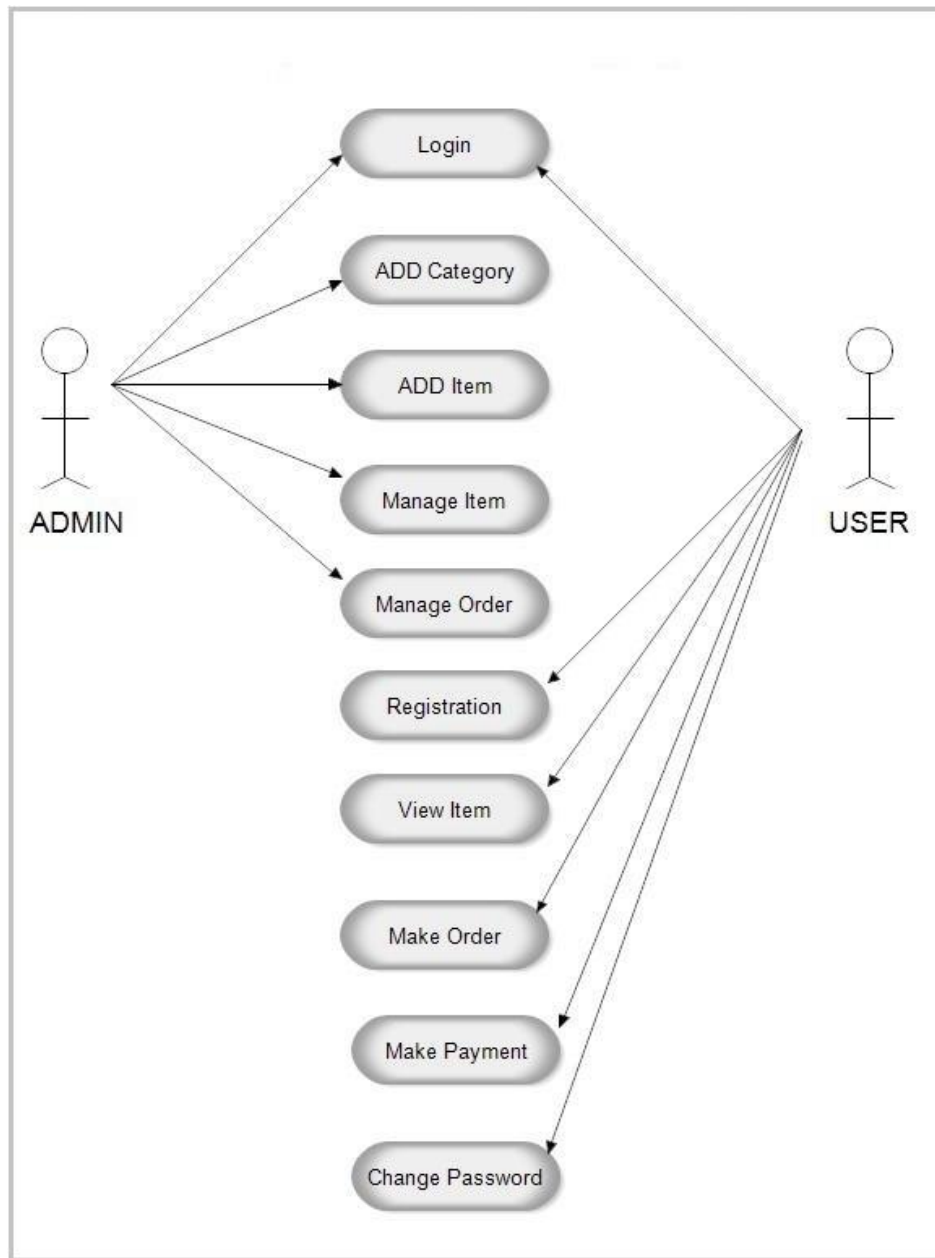 Login
ADD Category
ADD Item
Manage Item
ADMIN
USER
Manage Order
Registration
View Item
Make Order
Make Payment
Change Password